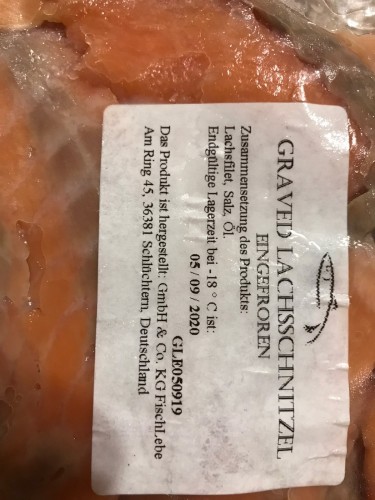 GRAVED LACHSSCHNITZEL
EINGEFROREN
Zusammensetzung des Produkts:
Lachsfilet, Salz, Öl.
Endgültige Lagerzeit bei -18 ° C ist:
05 / 09 / 2020
GLE050919
Das Produkt ist hergestellt: GmbH & Co. KG FischLebe
Am Ring 45, 36381 Schlüchtern, Deutschland